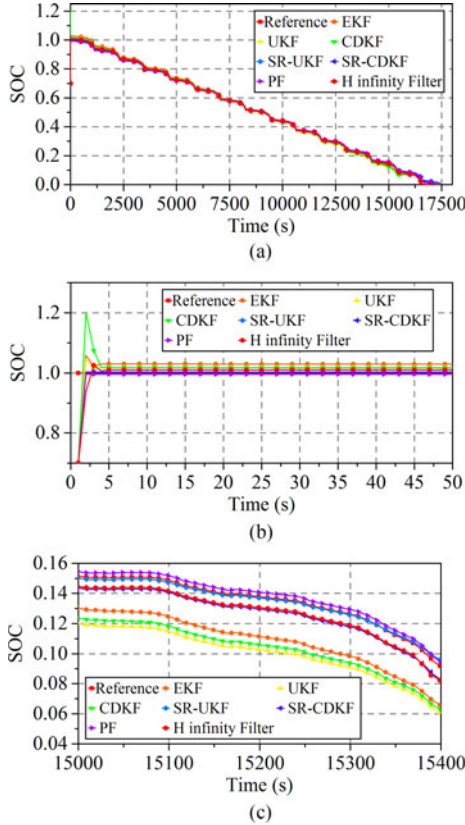 1.2
1.0
0.8
0.6
0.4
0.2
0.0
SOC
Reference EKF
UKF CDKF
SR-UKF SR-CDKF
PF H infinity Filter
0 2500 5000 7500 10000 12500 15000 17500
Time (s)
(a)
1.2
1.0
0.8
SOC
Reference EKF UKF
CDKF SR-UKF SR-CDKF
PF H infinity Filter
0 5 10 15 20 25 30 35 40 45 50
Time (s)
(b)
0.16
0.14
0.12
0.10
0.08
0.06
0.04
SOC
Reference EKF UKF
CDKF SR-UKF SR-CDKF
PF H infinity Filter
15000 15100 15200 15300 15400
Time (s)
(c)